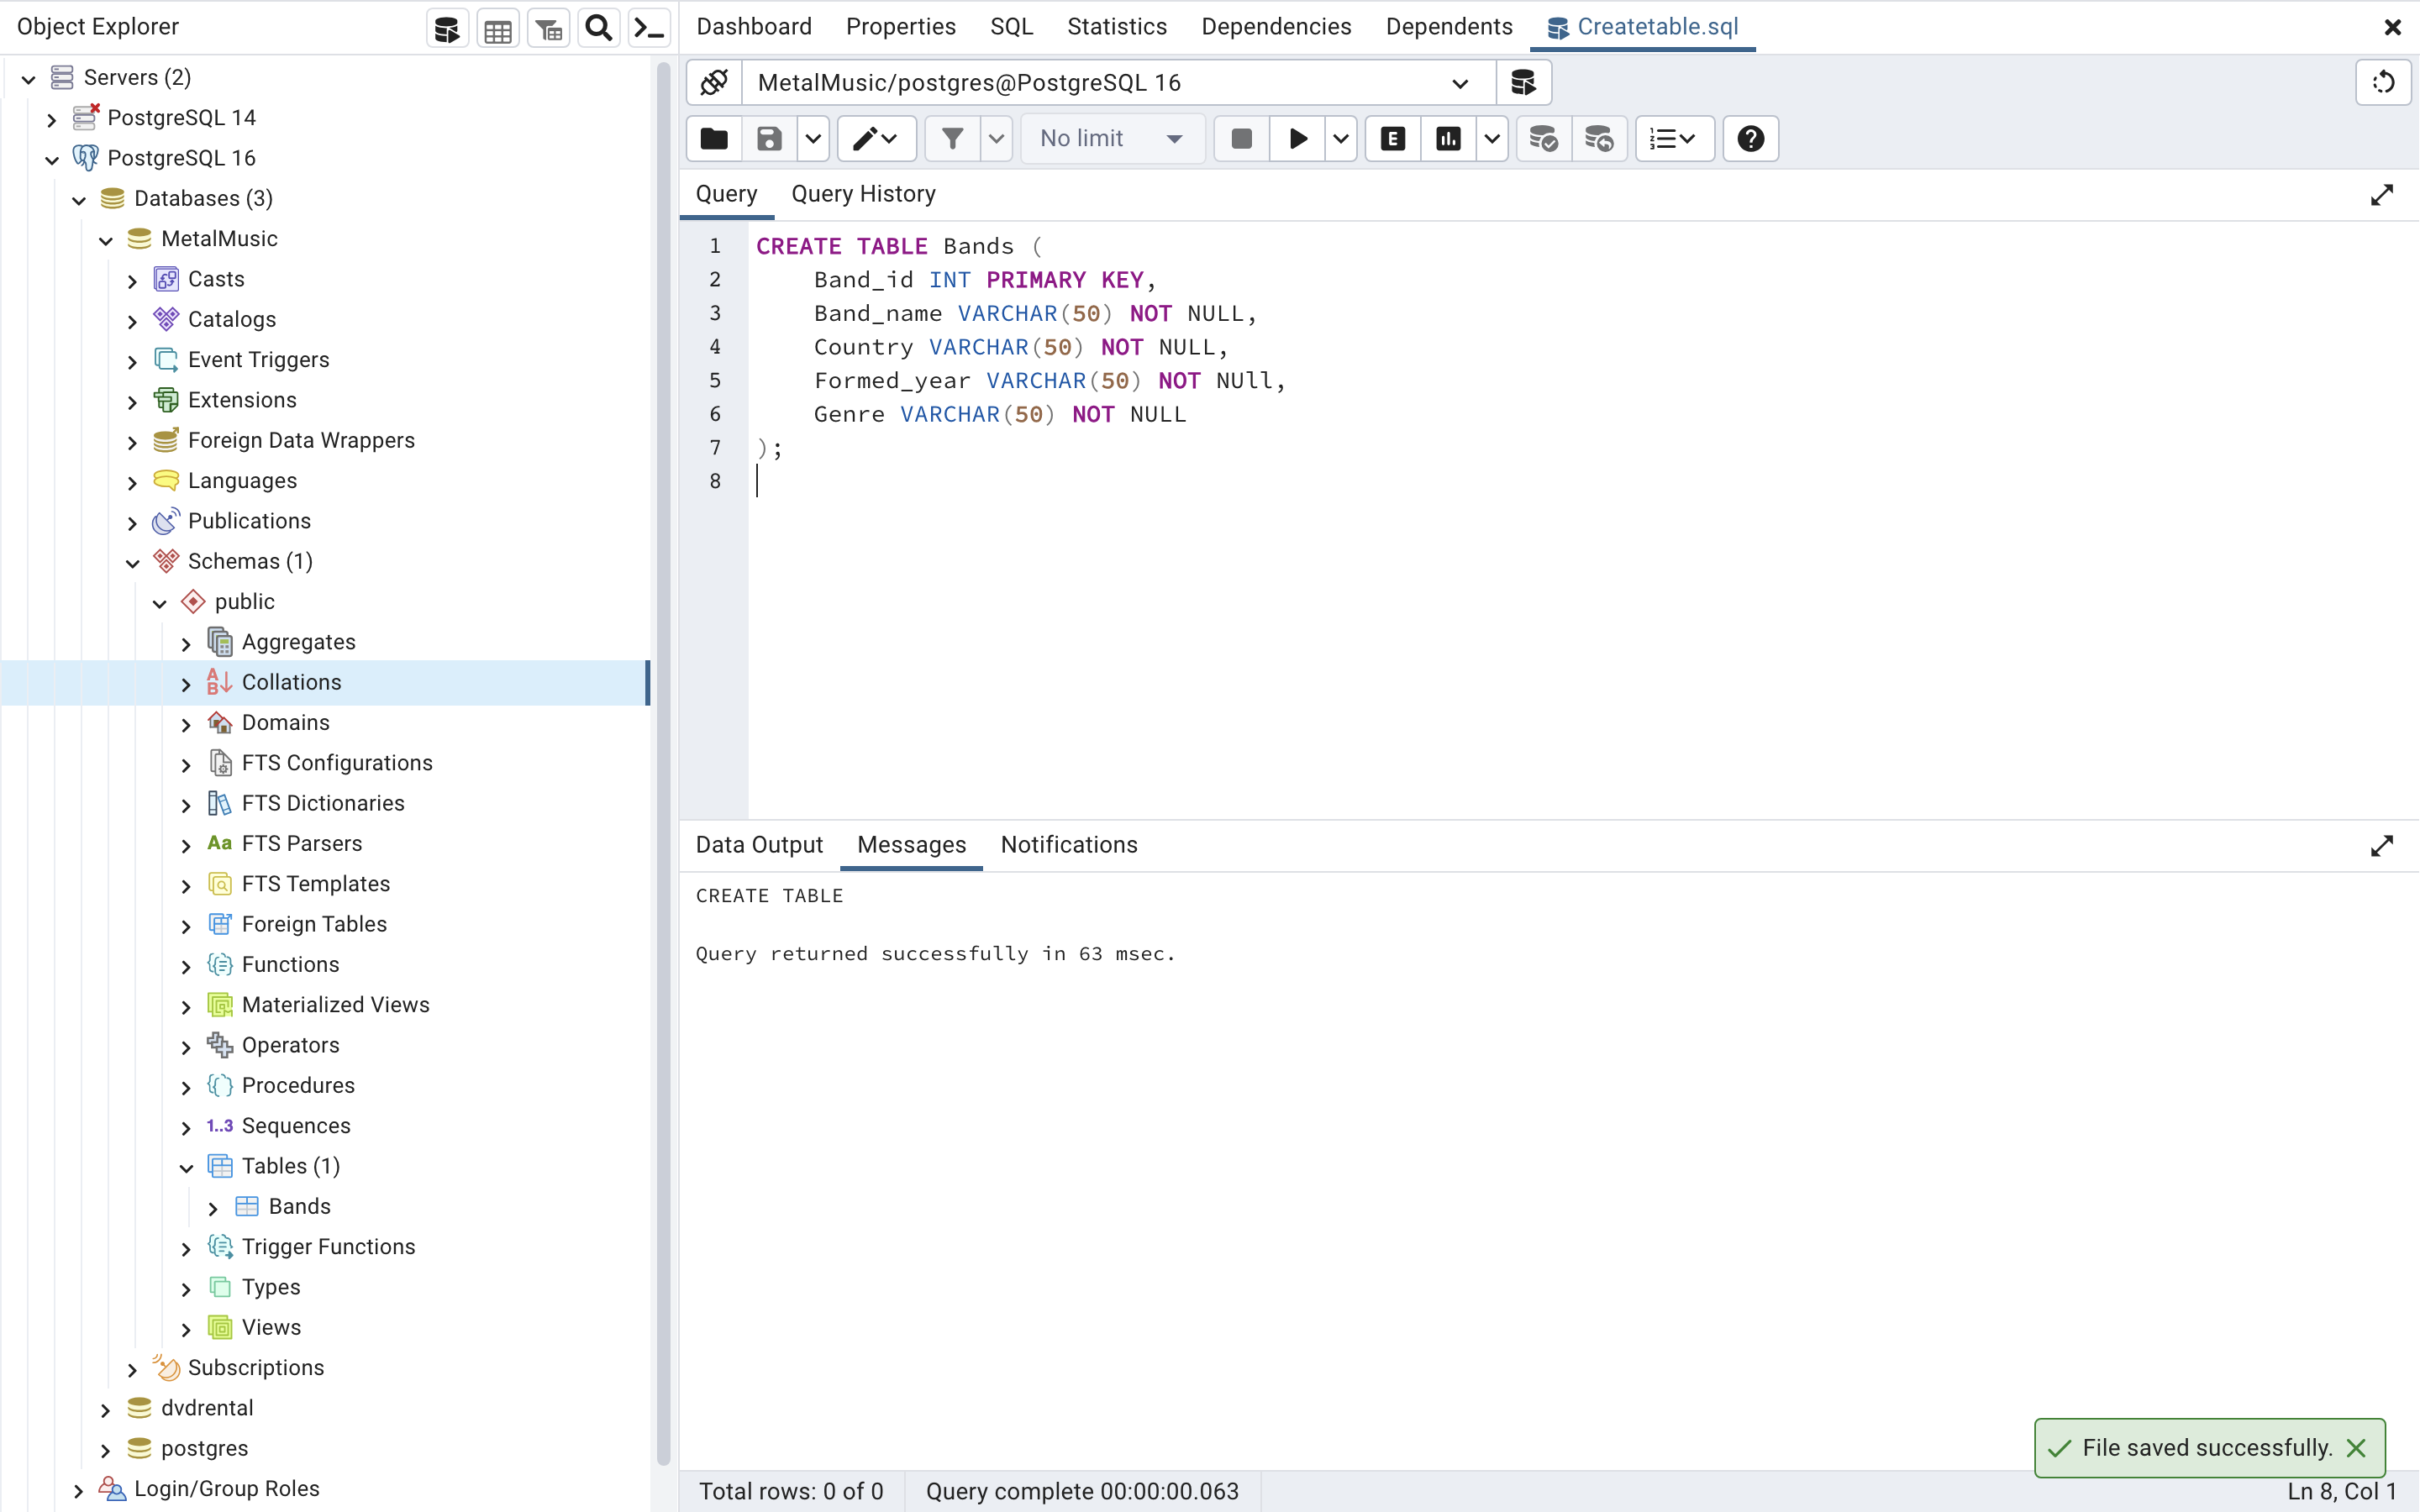 Object Explorer
Servers (2)
PostgreSQL 14
PostgreSQL 16
Databases (3)
MetalMusic
Casts
Catalogs
Event Triggers
Extensions
Foreign Data Wrappers
Languages
Publications
Schemas (1)
public
Aggregates
Collations
Domains
FTS Configurations
FTS Dictionaries
Aa FTS Parsers
FTS Templates
Foreign Tables
Functions
Materialized Views
Operators
Procedures
1..3 Sequences
Tables (1)
Bands
Trigger Functions
Types
Views
Subscriptions
dvdrental
postgres
Login/Group Roles
Dashboard Properties SQL Statistics Dependencies Dependents Createtable.sql
MetalMusic/postgres@PostgreSQL 16
No limit E
Query Query History
1 CREATE TABLE Bands (
2 Band_id INT PRIMARY KEY,
3 Band_name VARCHAR(50) NOT NULL,
4 Country VARCHAR(50) NOT NULL,
5 Formed_year VARCHAR(50) NOT NUll,
6 Genre VARCHAR(50) NOT NULL
7 );
8
Data Output Messages Notifications
CREATE TABLE
Query returned successfully in 63 msec.
File saved successfully.
Total rows: 0 of 0 Query complete 00:00:00.063 Ln 8, Col 1